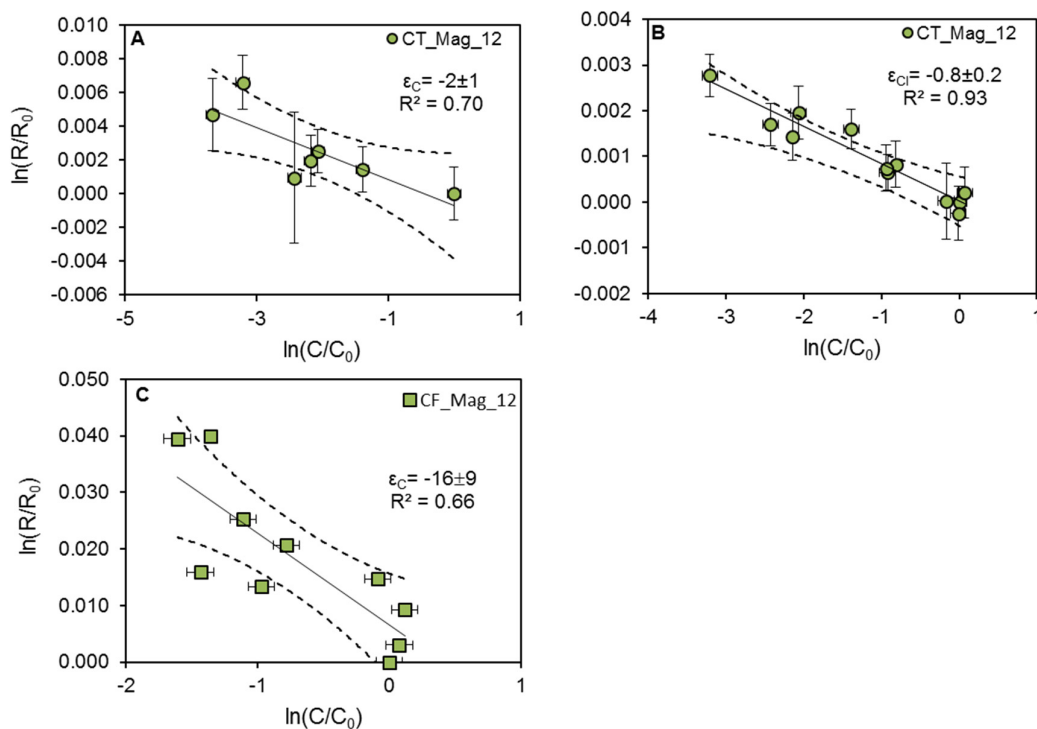 A
CT_Mag_12
εC= -2±1
R² = 0.70
0.010
0.008
0.006
0.004
0.002
0.000
-0.002
-0.004
-0.006
ln(R/R0)
-5 -3 -1 1
ln(C/C0)
B
CT_Mag_12
εCl= -0.8±0.2
R² = 0.93
0.004
0.003
0.002
0.001
0.000
-0.001
-0.002
ln(R/R0)
-4 -3 -2 -1 0 1
ln(C/C0)
C
CF_Mag_12
εC= -16±9
R² = 0.66
0.050
0.040
0.030
0.020
0.010
0.000
ln(R/R0)
-2 -1 0 1
ln(C/C0)